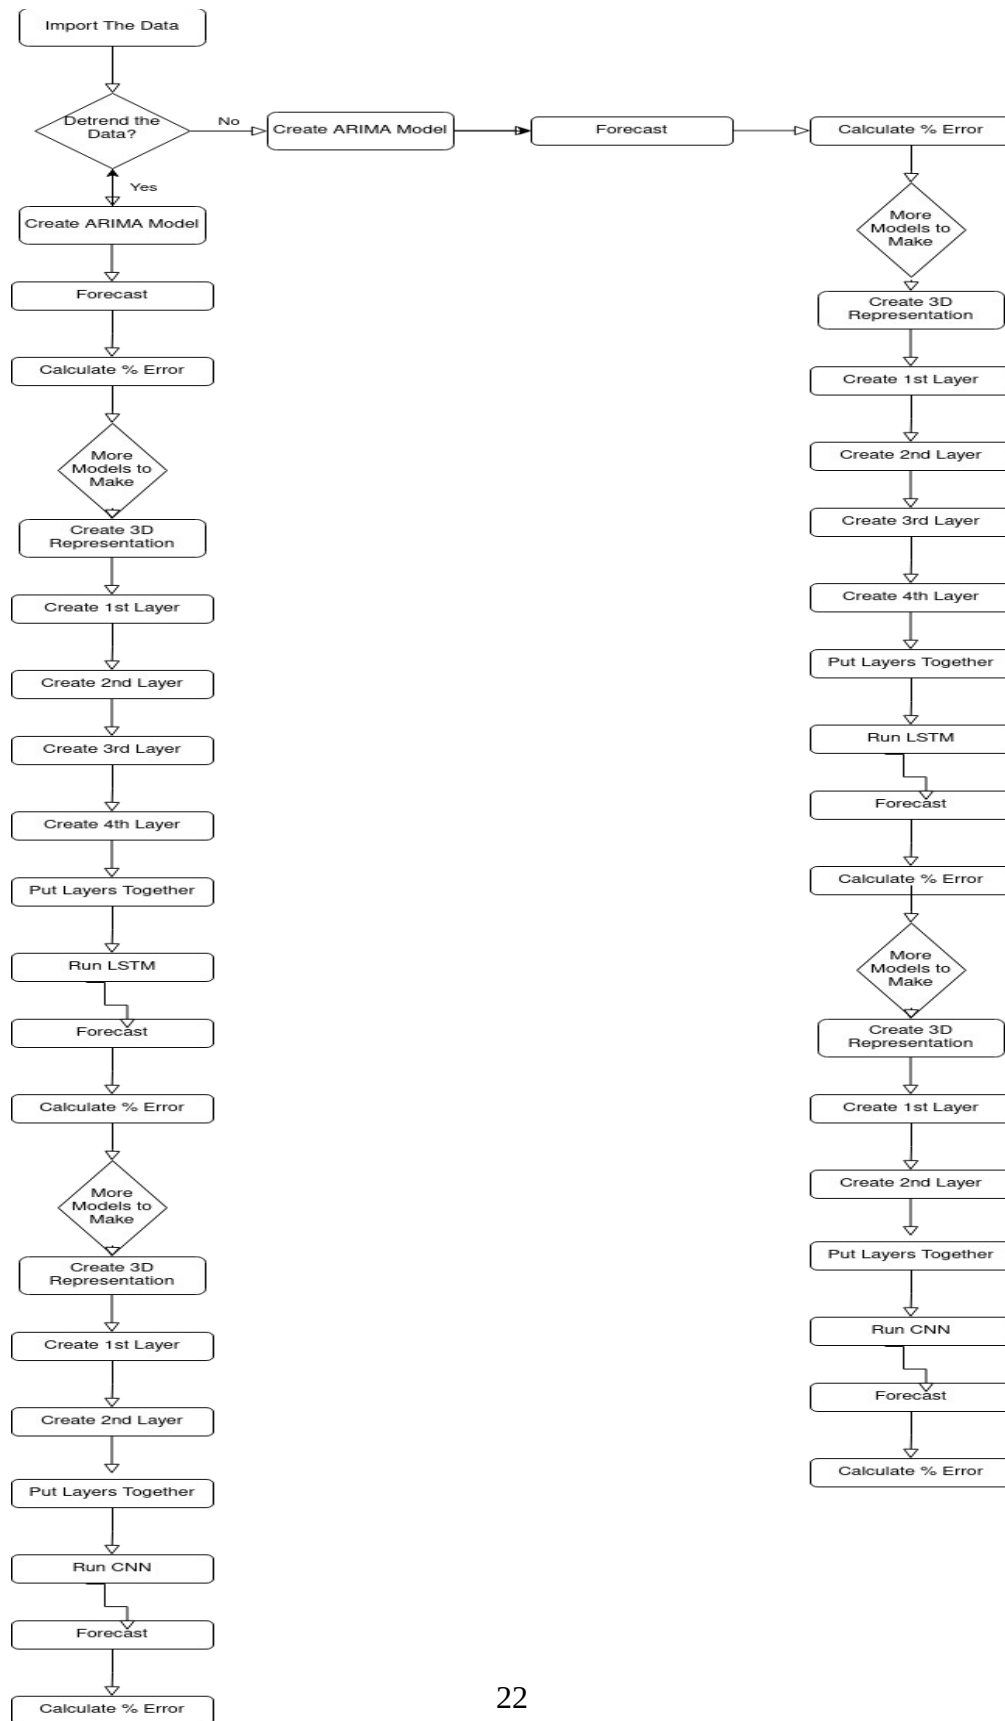 Import The Data
Detrend the
Data?
No
Create ARIMA Model
Forecast
Calculate % Error
Yes
Create ARIMA Model
Forecast
Calculate % Error
More
Models to
Make
Create 3D
Representation
Create 1st Layer
Create 2nd Layer
Create 3rd Layer
Create 4th Layer
Put Layers Together
Run LSTM
Forecast
Calculate % Error
More
Models to
Make
Create 3D
Representation
Create 1st Layer
Create 2nd Layer
Put Layers Together
Run CNN
Forecast
Calculate % Error
More
Models to
Make
Create 3D
Representation
Create 1st Layer
Create 2nd Layer
Create 3rd Layer
Create 4th Layer
Put Layers Together
Run LSTM
Forecast
Calculate % Error
More
Models to
Make
Create 3D
Representation
Create 1st Layer
Create 2nd Layer
Put Layers Together
Run CNN
Forecast
Calculate % Error
22